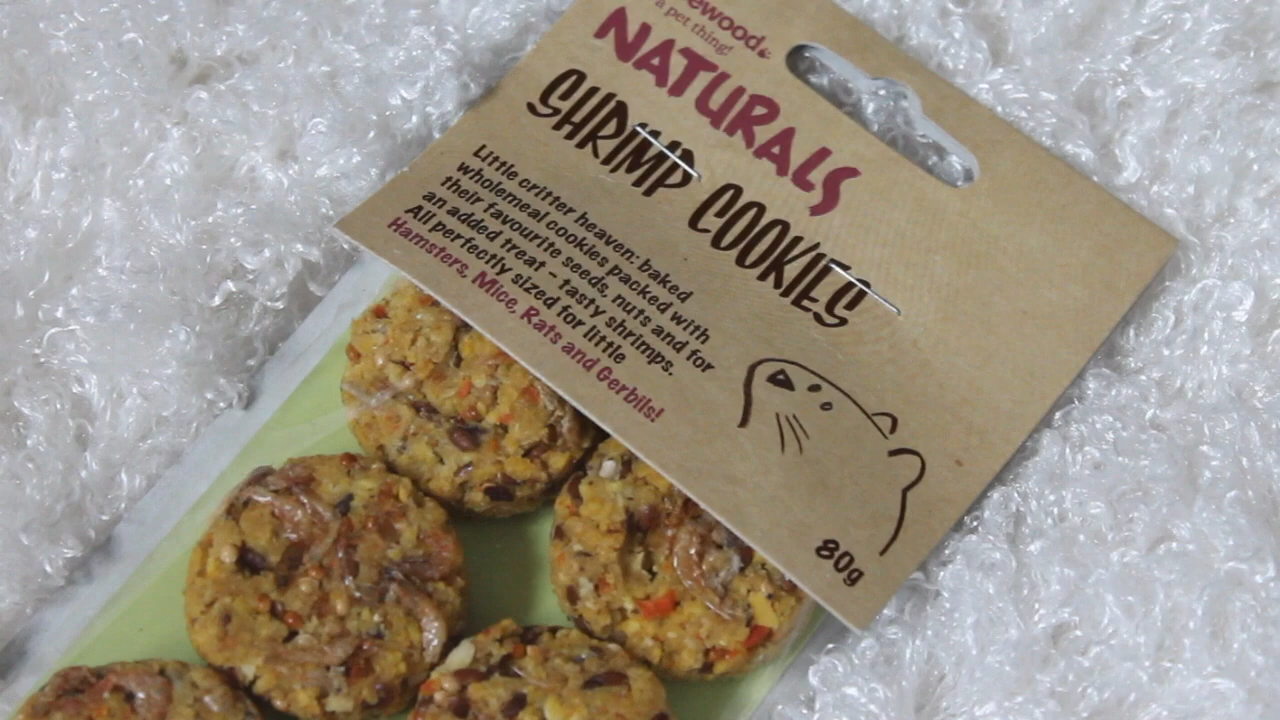 a pet thing!
NATURALS
SHRIMP COOKIES
Little critter heaven: baked
wholemeal cookies packed with
their favourite seeds, nuts and for
an added treat - tasty shrimps.
All perfectly sized for little
Hamsters, Mice, Rats and Gerbils!
80g